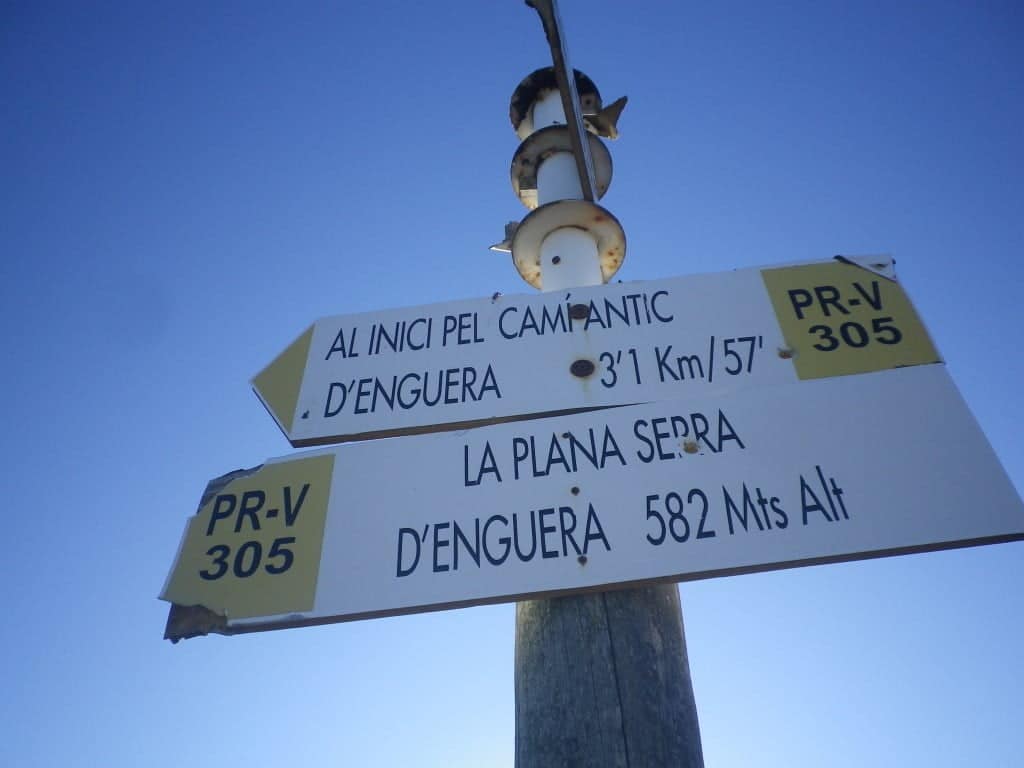 AL INICI PEL CAMÍ ANTIC
D'ENGUERA 3'1 Km/57'
PR-V
305
PR-V
305
LA PLANA SERRA
D'ENGUERA 582 Mts Alt